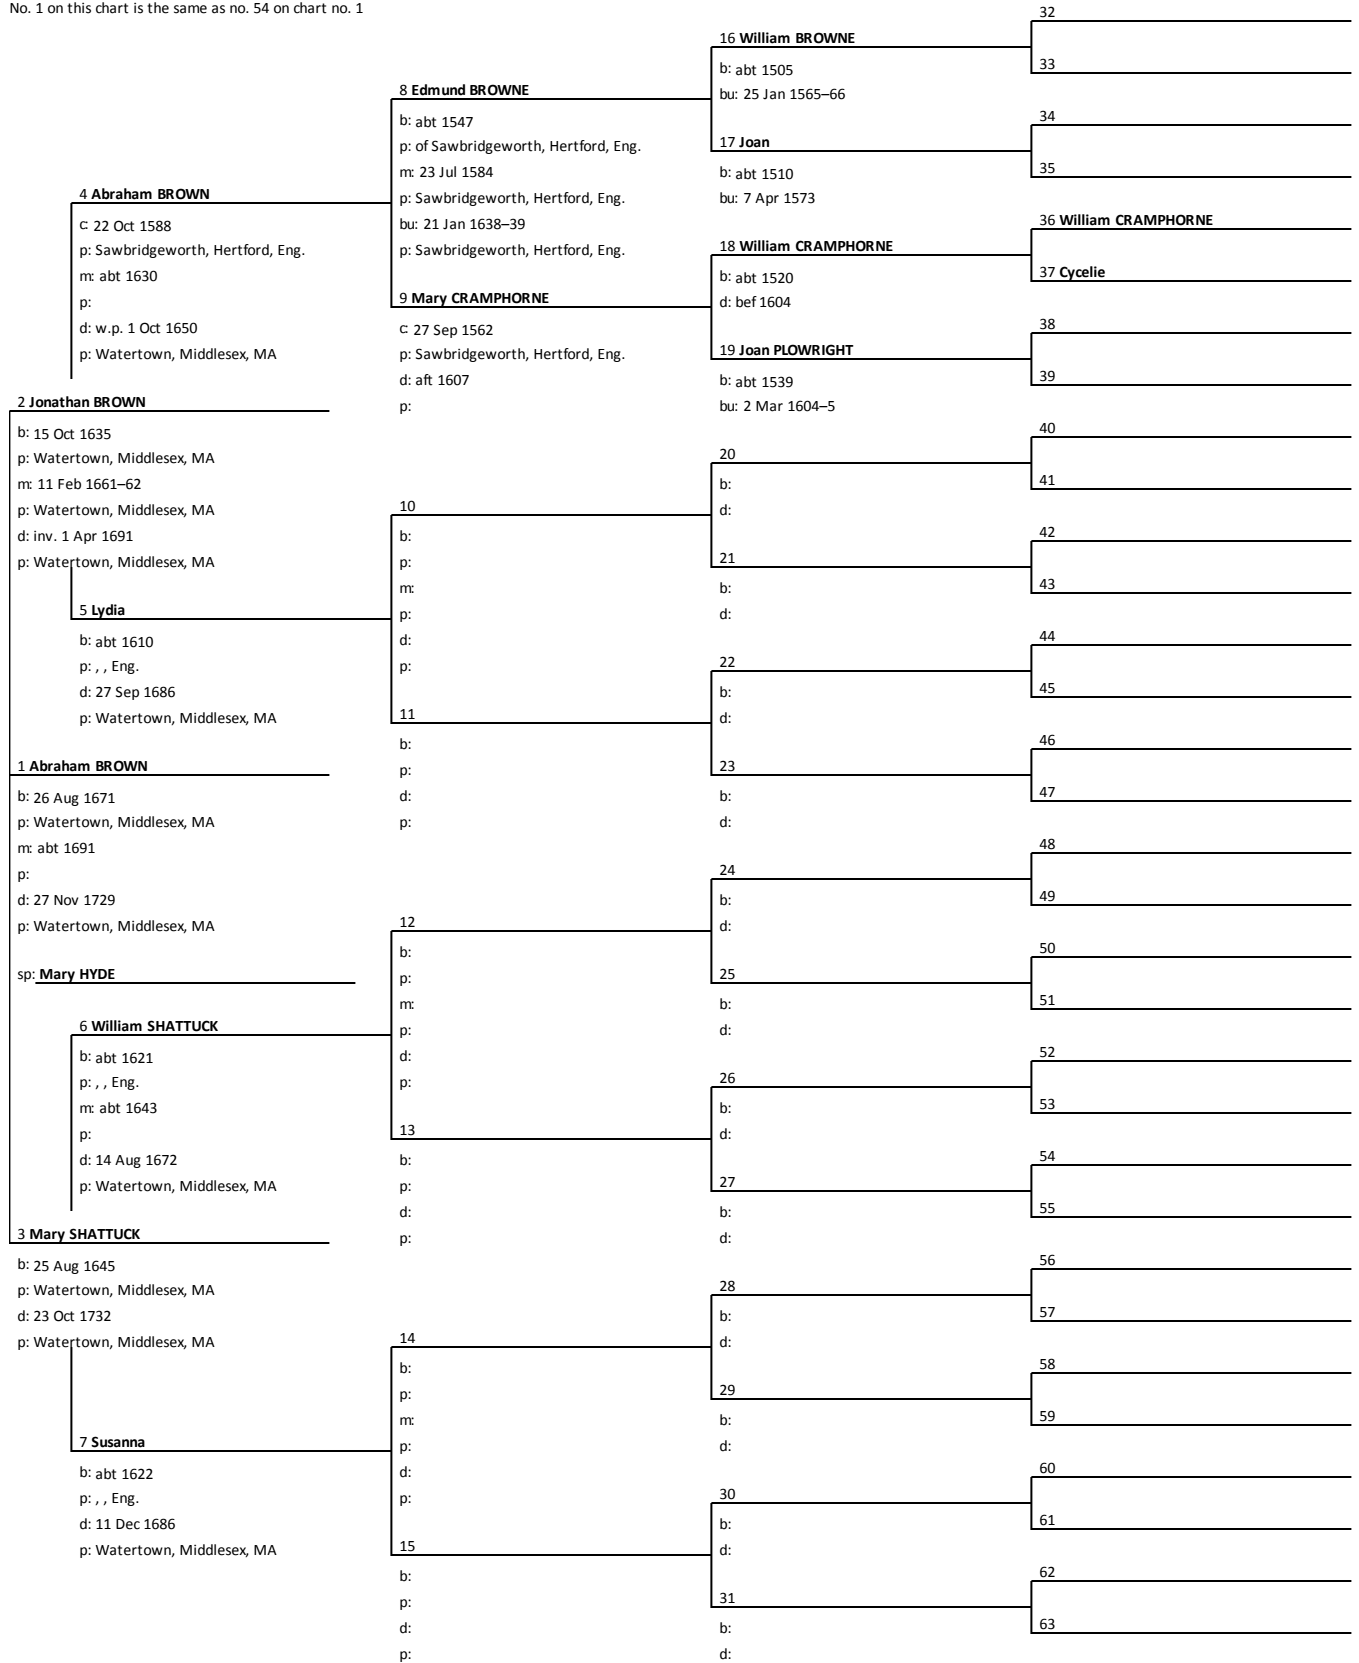 No. 1 on this chart is the same as no. 54 on chart no. 1
4 Abraham BROWN
c: 22 Oct 1588
p: Sawbridgeworth, Hertford, Eng.
m: abt 1630
p:
d: w.p. 1 Oct 1650
p: Watertown, Middlesex, MA
2 Jonathan BROWN
b: 15 Oct 1635
p: Watertown, Middlesex, MA
m: 11 Feb 1661–62
p: Watertown, Middlesex, MA
d: inv. 1 Apr 1691
p: Watertown, Middlesex, MA
5 Lydia
b: abt 1610
p: , , Eng.
d: 27 Sep 1686
p: Watertown, Middlesex, MA
1 Abraham BROWN
b: 26 Aug 1671
p: Watertown, Middlesex, MA
m: abt 1691
p:
d: 27 Nov 1729
p: Watertown, Middlesex, MA
sp: Mary HYDE
6 William SHATTUCK
b: abt 1621
p: , , Eng.
m: abt 1643
p:
d: 14 Aug 1672
p: Watertown, Middlesex, MA
3 Mary SHATTUCK
b: 25 Aug 1645
p: Watertown, Middlesex, MA
d: 23 Oct 1732
p: Watertown, Middlesex, MA
7 Susanna
b: abt 1622
p: , , Eng.
d: 11 Dec 1686
p: Watertown, Middlesex, MA
8 Edmund BROWNE
b: abt 1547
p: of Sawbridgeworth, Hertford, Eng.
m: 23 Jul 1584
p: Sawbridgeworth, Hertford, Eng.
bu: 21 Jan 1638–39
p: Sawbridgeworth, Hertford, Eng.
9 Mary CRAMPHORNE
c: 27 Sep 1562
p: Sawbridgeworth, Hertford, Eng.
d: aft 1607
p:
10
b:
p:
m:
p:
d:
p:
11
b:
p:
d:
p:
12
b:
p:
m:
p:
d:
p:
13
b:
p:
d:
p:
14
b:
p:
m:
p:
d:
p:
15
b:
p:
d:
p:
16 William BROWNE
b: abt 1505
bu: 25 Jan 1565–66
17 Joan
b: abt 1510
bu: 7 Apr 1573
18 William CRAMPHORNE
b: abt 1520
d: bef 1604
19 Joan PLOWRIGHT
b: abt 1539
bu: 2 Mar 1604–5
20
b:
d:
21
b:
d:
22
b:
d:
23
b:
d:
24
b:
d:
25
b:
d:
26
b:
d:
27
b:
d:
28
b:
d:
29
b:
d:
30
b:
d:
31
b:
d:
32
33
34
35
36 William CRAMPHORNE
37 Cycelie
38
39
40
41
42
43
44
45
46
47
48
49
50
51
52
53
54
55
56
57
58
59
60
61
62
63